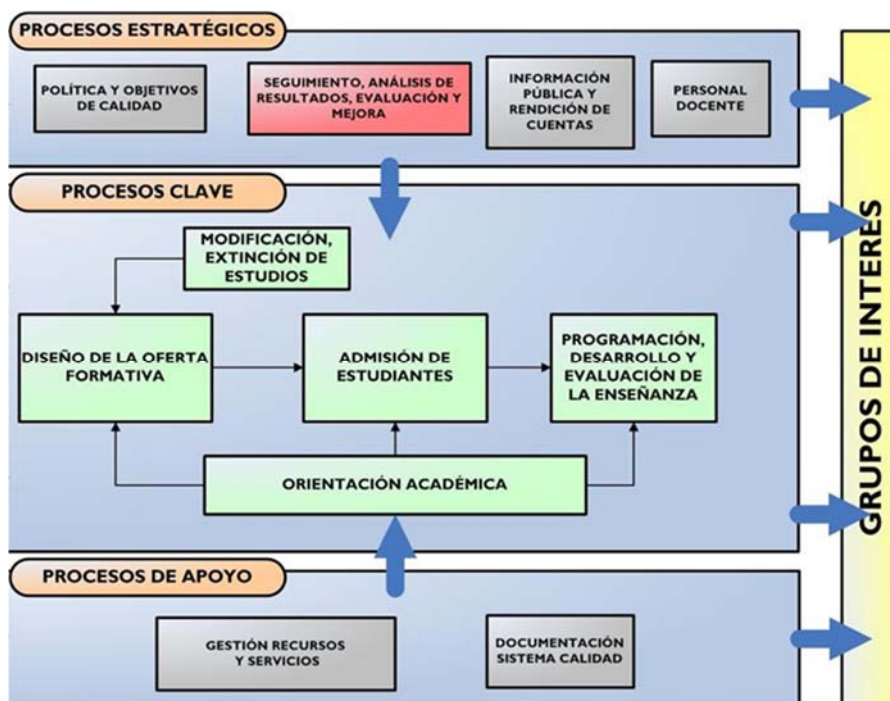 PROCESOS ESTRATÉGICOS
POLÍTICA Y OBJETIVOS
DE CALIDAD
SEGUIMIENTO, ANÁLISIS DE
RESULTADOS, EVALUACIÓN Y
MEJORA
INFORMACIÓN
PÚBLICA Y
RENDICIÓN DE
CUENTAS
PERSONAL
DOCENTE
PROCESOS CLAVE
MODIFICACIÓN,
EXTINCIÓN DE
ESTUDIOS
DISEÑO DE LA OFERTA
FORMATIVA
ADMISIÓN DE
ESTUDIANTES
PROGRAMACIÓN,
DESARROLLO Y
EVALUACIÓN DE
LA ENSEÑANZA
ORIENTACIÓN ACADÉMICA
PROCESOS DE APOYO
GESTIÓN RECURSOS
Y SERVICIOS
DOCUMENTACIÓN
SISTEMA CALIDAD
GRUPOS DE INTERES